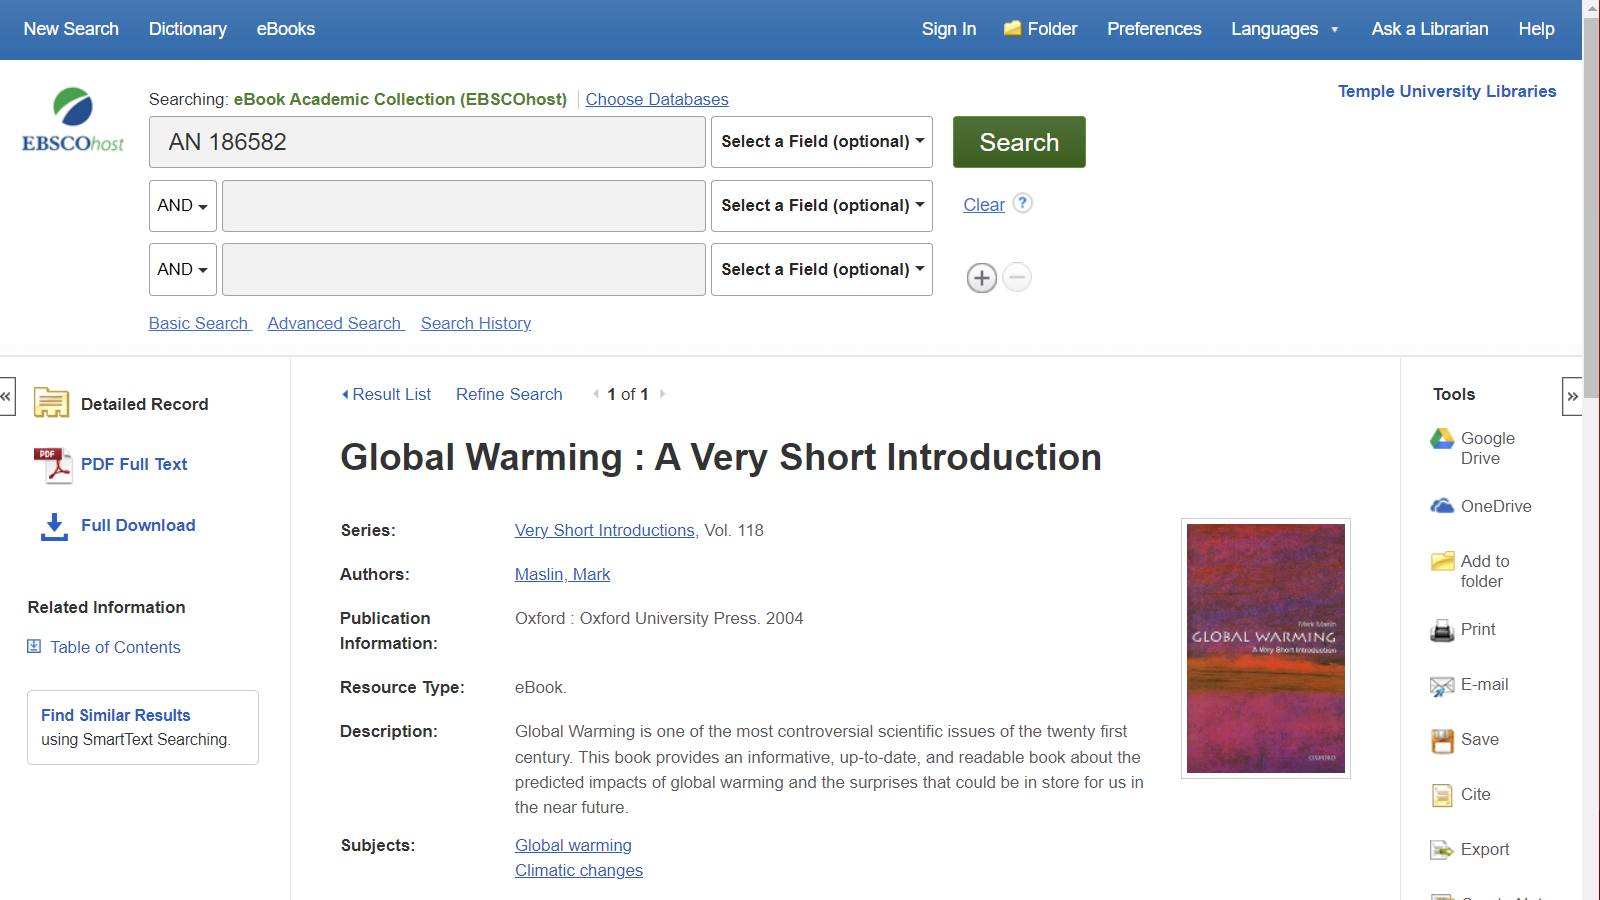 New Search Dictionary eBooks Sign In Folder Preferences Languages Ask a Librarian Help
Searching: eBook Academic Collection (EBSCOhost) Choose Databases
Temple University Libraries
EBSCOhost
AN 186582 Select a Field (optional) Search
AND Select a Field (optional) Clear ?
AND Select a Field (optional)
Basic Search Advanced Search Search History
Detailed Record
PDF Full Text
Full Download
Related Information
Table of Contents
Find Similar Results
using SmartText Searching.
Result List Refine Search 1 of 1
Global Warming : A Very Short Introduction
Series: Very Short Introductions, Vol. 118
Authors: Maslin, Mark
Publication Information: Oxford : Oxford University Press. 2004
Resource Type: eBook.
Description: Global Warming is one of the most controversial scientific issues of the twenty first
century. This book provides an informative, up-to-date, and readable book about the
predicted impacts of global warming and the surprises that could be in store for us in
the near future.
Subjects: Global warming
Climatic changes
Mark Maslin
GLOBAL WARMING
A Very Short Introduction
OXFORD
Tools
Google
Drive
OneDrive
Add to
folder
Print
E-mail
Save
Cite
Export